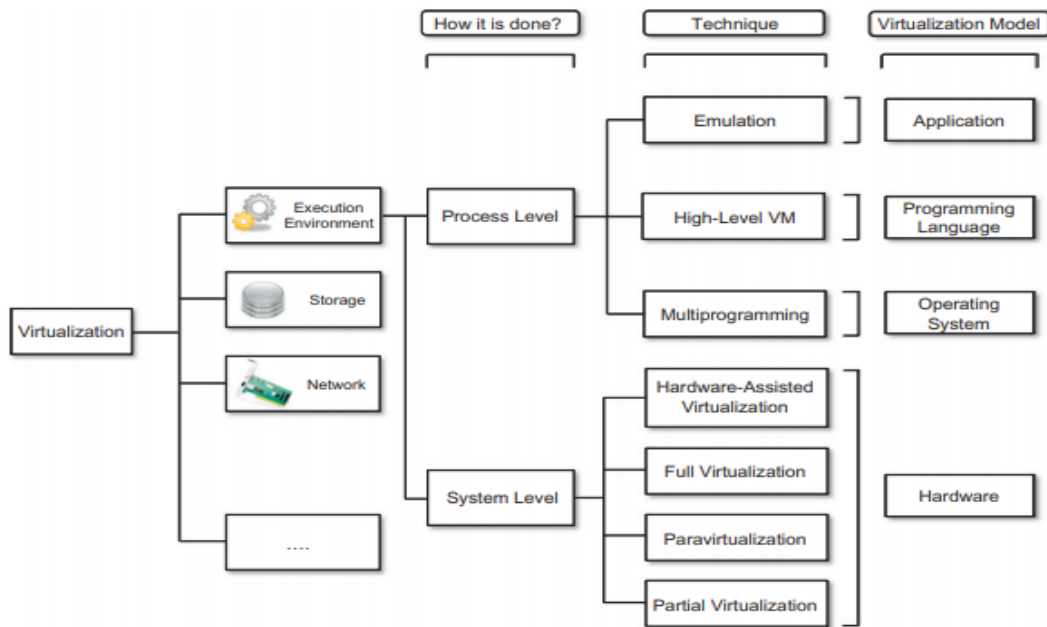 How it is done?
Technique
Virtualization Model
Emulation
Application
Execution
Environment
Process Level
High-Level VM
Programming
Language
Storage
Multiprogramming
Operating
System
Virtualization
Network
Hardware-Assisted
Virtualization
Full Virtualization
System Level
Hardware
Paravirtualization
....
Partial Virtualization